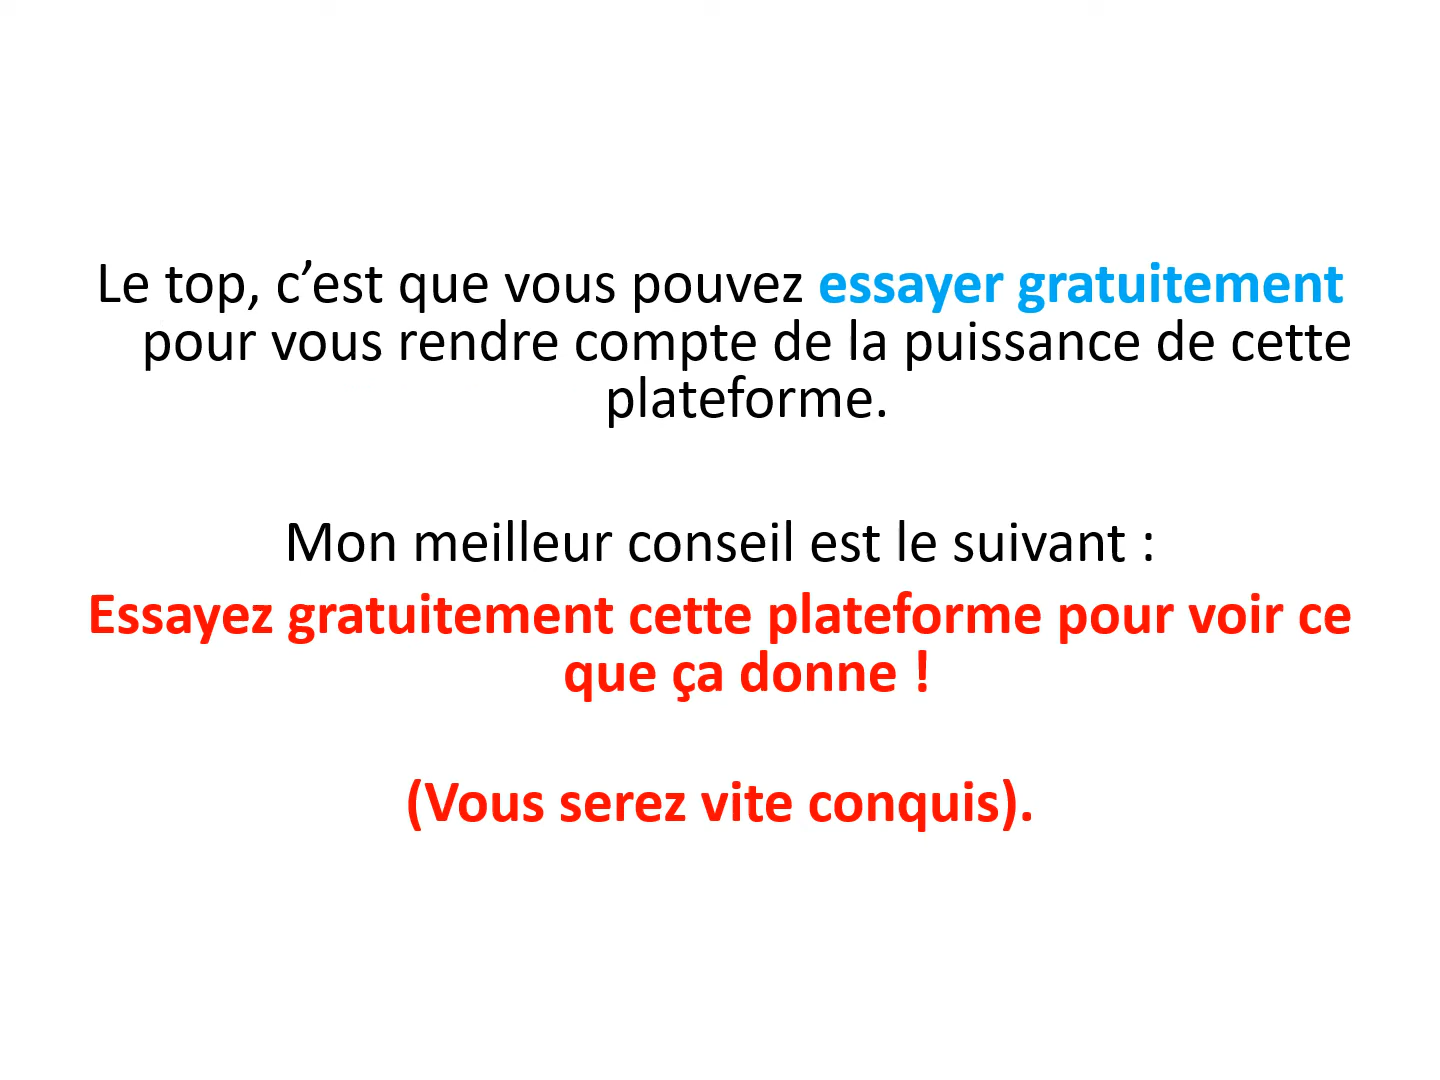 Le top, c’est que vous pouvez essayer gratuitement
pour vous rendre compte de la puissance de cette
plateforme.
Mon meilleur conseil est le suivant :
Essayez gratuitement cette plateforme pour voir ce
que ça donne !
(Vous serez vite conquis).